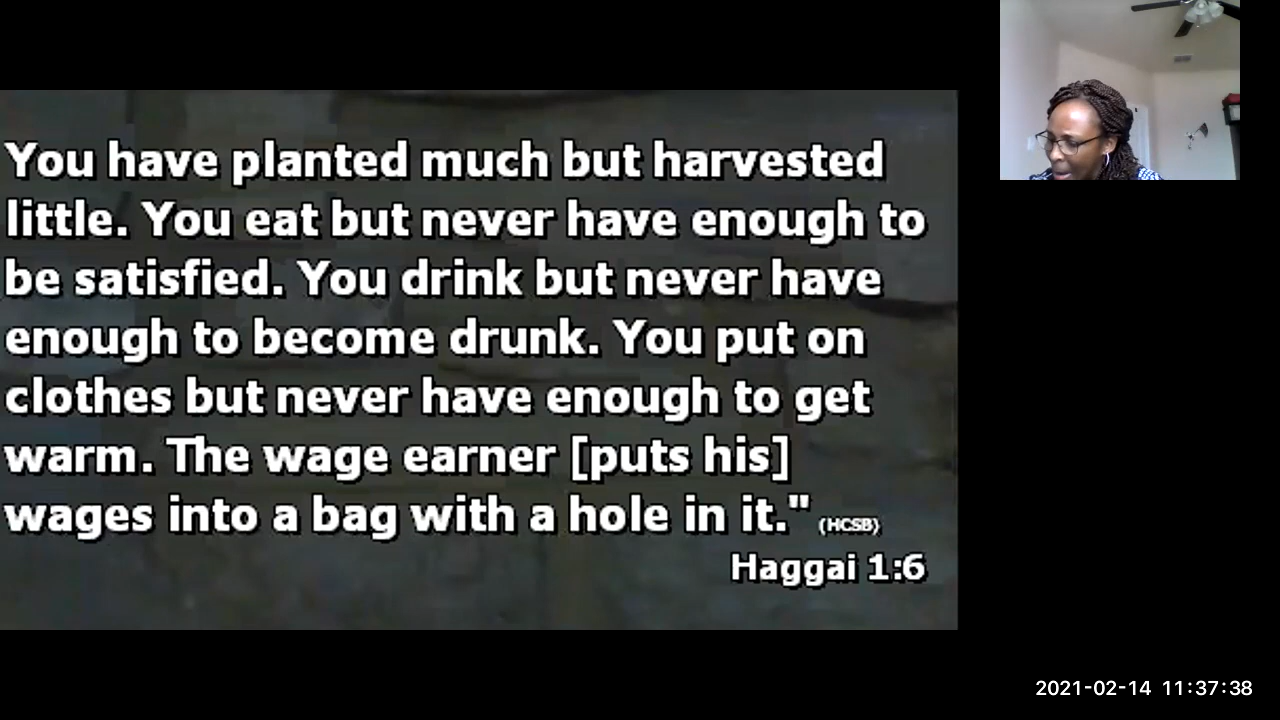 You have planted much but harvested
little. You eat but never have enough to
be satisfied. You drink but never have
enough to become drunk. You put on
clothes but never have enough to get
warm. The wage earner [puts his]
wages into a bag with a hole in it." (HCSB)
Haggai 1:6
2021-02-14 11:37:38